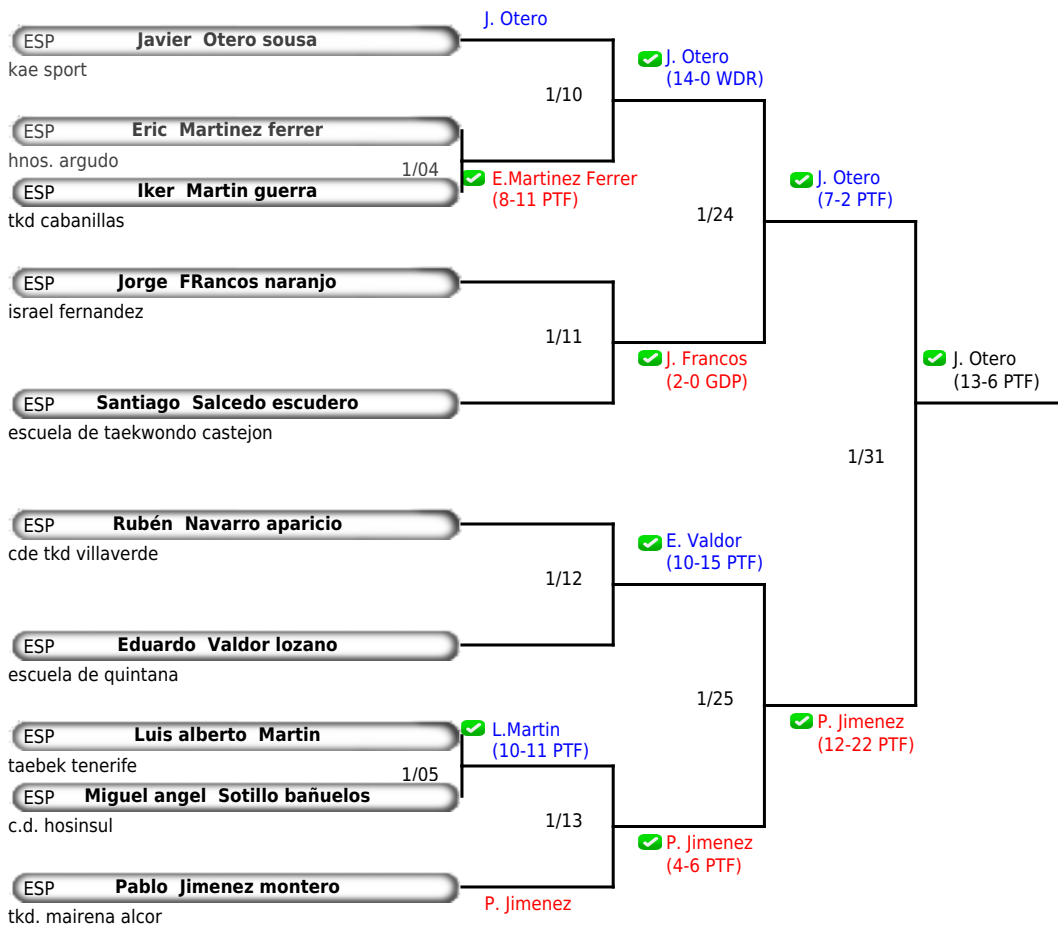 J. Otero
ESP Javier Otero sousa
kae sport
J. Otero
(14-0 WDR)
1/10
ESP Eric Martinez ferrer
hnos. argudo
1/04
E.Martinez Ferrer
(8-11 PTF)
ESP Iker Martin guerra
tkd cabanillas
J. Otero
(7-2 PTF)
1/24
ESP Jorge FRancos naranjo
israel fernandez
1/11
J. Francos
(2-0 GDP)
J. Otero
(13-6 PTF)
ESP Santiago Salcedo escudero
escuela de taekwondo castejon
1/31
ESP Rubén Navarro aparicio
cde tkd villaverde
E. Valdor
(10-15 PTF)
1/12
ESP Eduardo Valdor lozano
escuela de quintana
1/25
L.Martin
(10-11 PTF)
ESP Luis alberto Martin
taebek tenerife
1/05
P. Jimenez
(12-22 PTF)
ESP Miguel angel Sotillo bañuelos
c.d. hosinsul
1/13
P. Jimenez
(4-6 PTF)
ESP Pablo Jimenez montero
P. Jimenez
tkd. mairena alcor